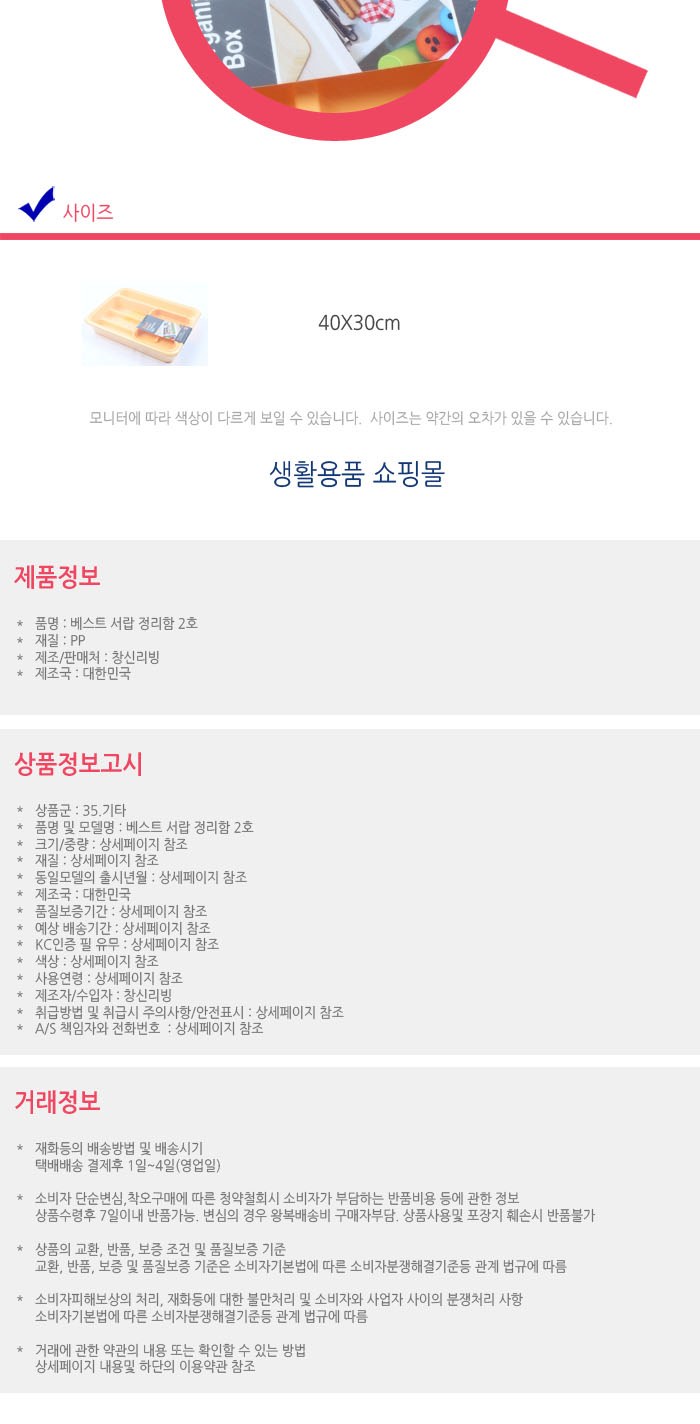 Box
사이즈
40X30cm
모니터에 따라 색상이 다르게 보일 수 있습니다. 사이즈는 약간의 오차가 있을 수 있습니다.
생활용품 쇼핑몰
제품정보
* 품명 : 베스트 서랍 정리함 2호
* 재질 : PP
* 제조/판매처 : 창신리빙
* 제조국 : 대한민국
상품정보고시
* 상품군 : 35.기타
* 품명 및 모델명 : 베스트 서랍 정리함 2호
* 크기/중량 : 상세페이지 참조
* 재질 : 상세페이지 참조
* 동일모델의 출시년월 : 상세페이지 참조
* 제조국 : 대한민국
* 품질보증기간 : 상세페이지 참조
* 예상 배송기간 : 상세페이지 참조
* KC인증 필 유무 : 상세페이지 참조
* 색상 : 상세페이지 참조
* 사용연령 : 상세페이지 참조
* 제조자/수입자 : 창신리빙
* 취급방법 및 취급시 주의사항/안전표시 : 상세페이지 참조
* A/S 책임자와 전화번호 : 상세페이지 참조
거래정보
* 재화등의 배송방법 및 배송시기
택배배송 결제후 1일~4일(영업일)
* 소비자 단순변심,착오구매에 따른 청약철회시 소비자가 부담하는 반품비용 등에 관한 정보
상품수령후 7일이내 반품가능. 변심의 경우 왕복배송비 구매자부담. 상품사용및 포장지 훼손시 반품불가
* 상품의 교환, 반품, 보증 조건 및 품질보증 기준
교환, 반품, 보증 및 품질보증 기준은 소비자기본법에 따른 소비자분쟁해결기준등 관계 법규에 따름
* 소비자피해보상의 처리, 재화등에 대한 불만처리 및 소비자와 사업자 사이의 분쟁처리 사항
소비자기본법에 따른 소비자분쟁해결기준등 관계 법규에 따름
* 거래에 관한 약관의 내용 또는 확인할 수 있는 방법
상세페이지 내용및 하단의 이용약관 참조